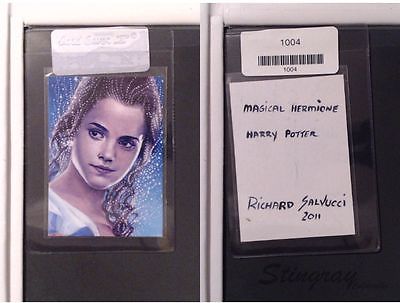 1004
1004
MAGICAL HERMIONE
HARRY POTTER
RICHARD SALVUCCI
2011
Stingray